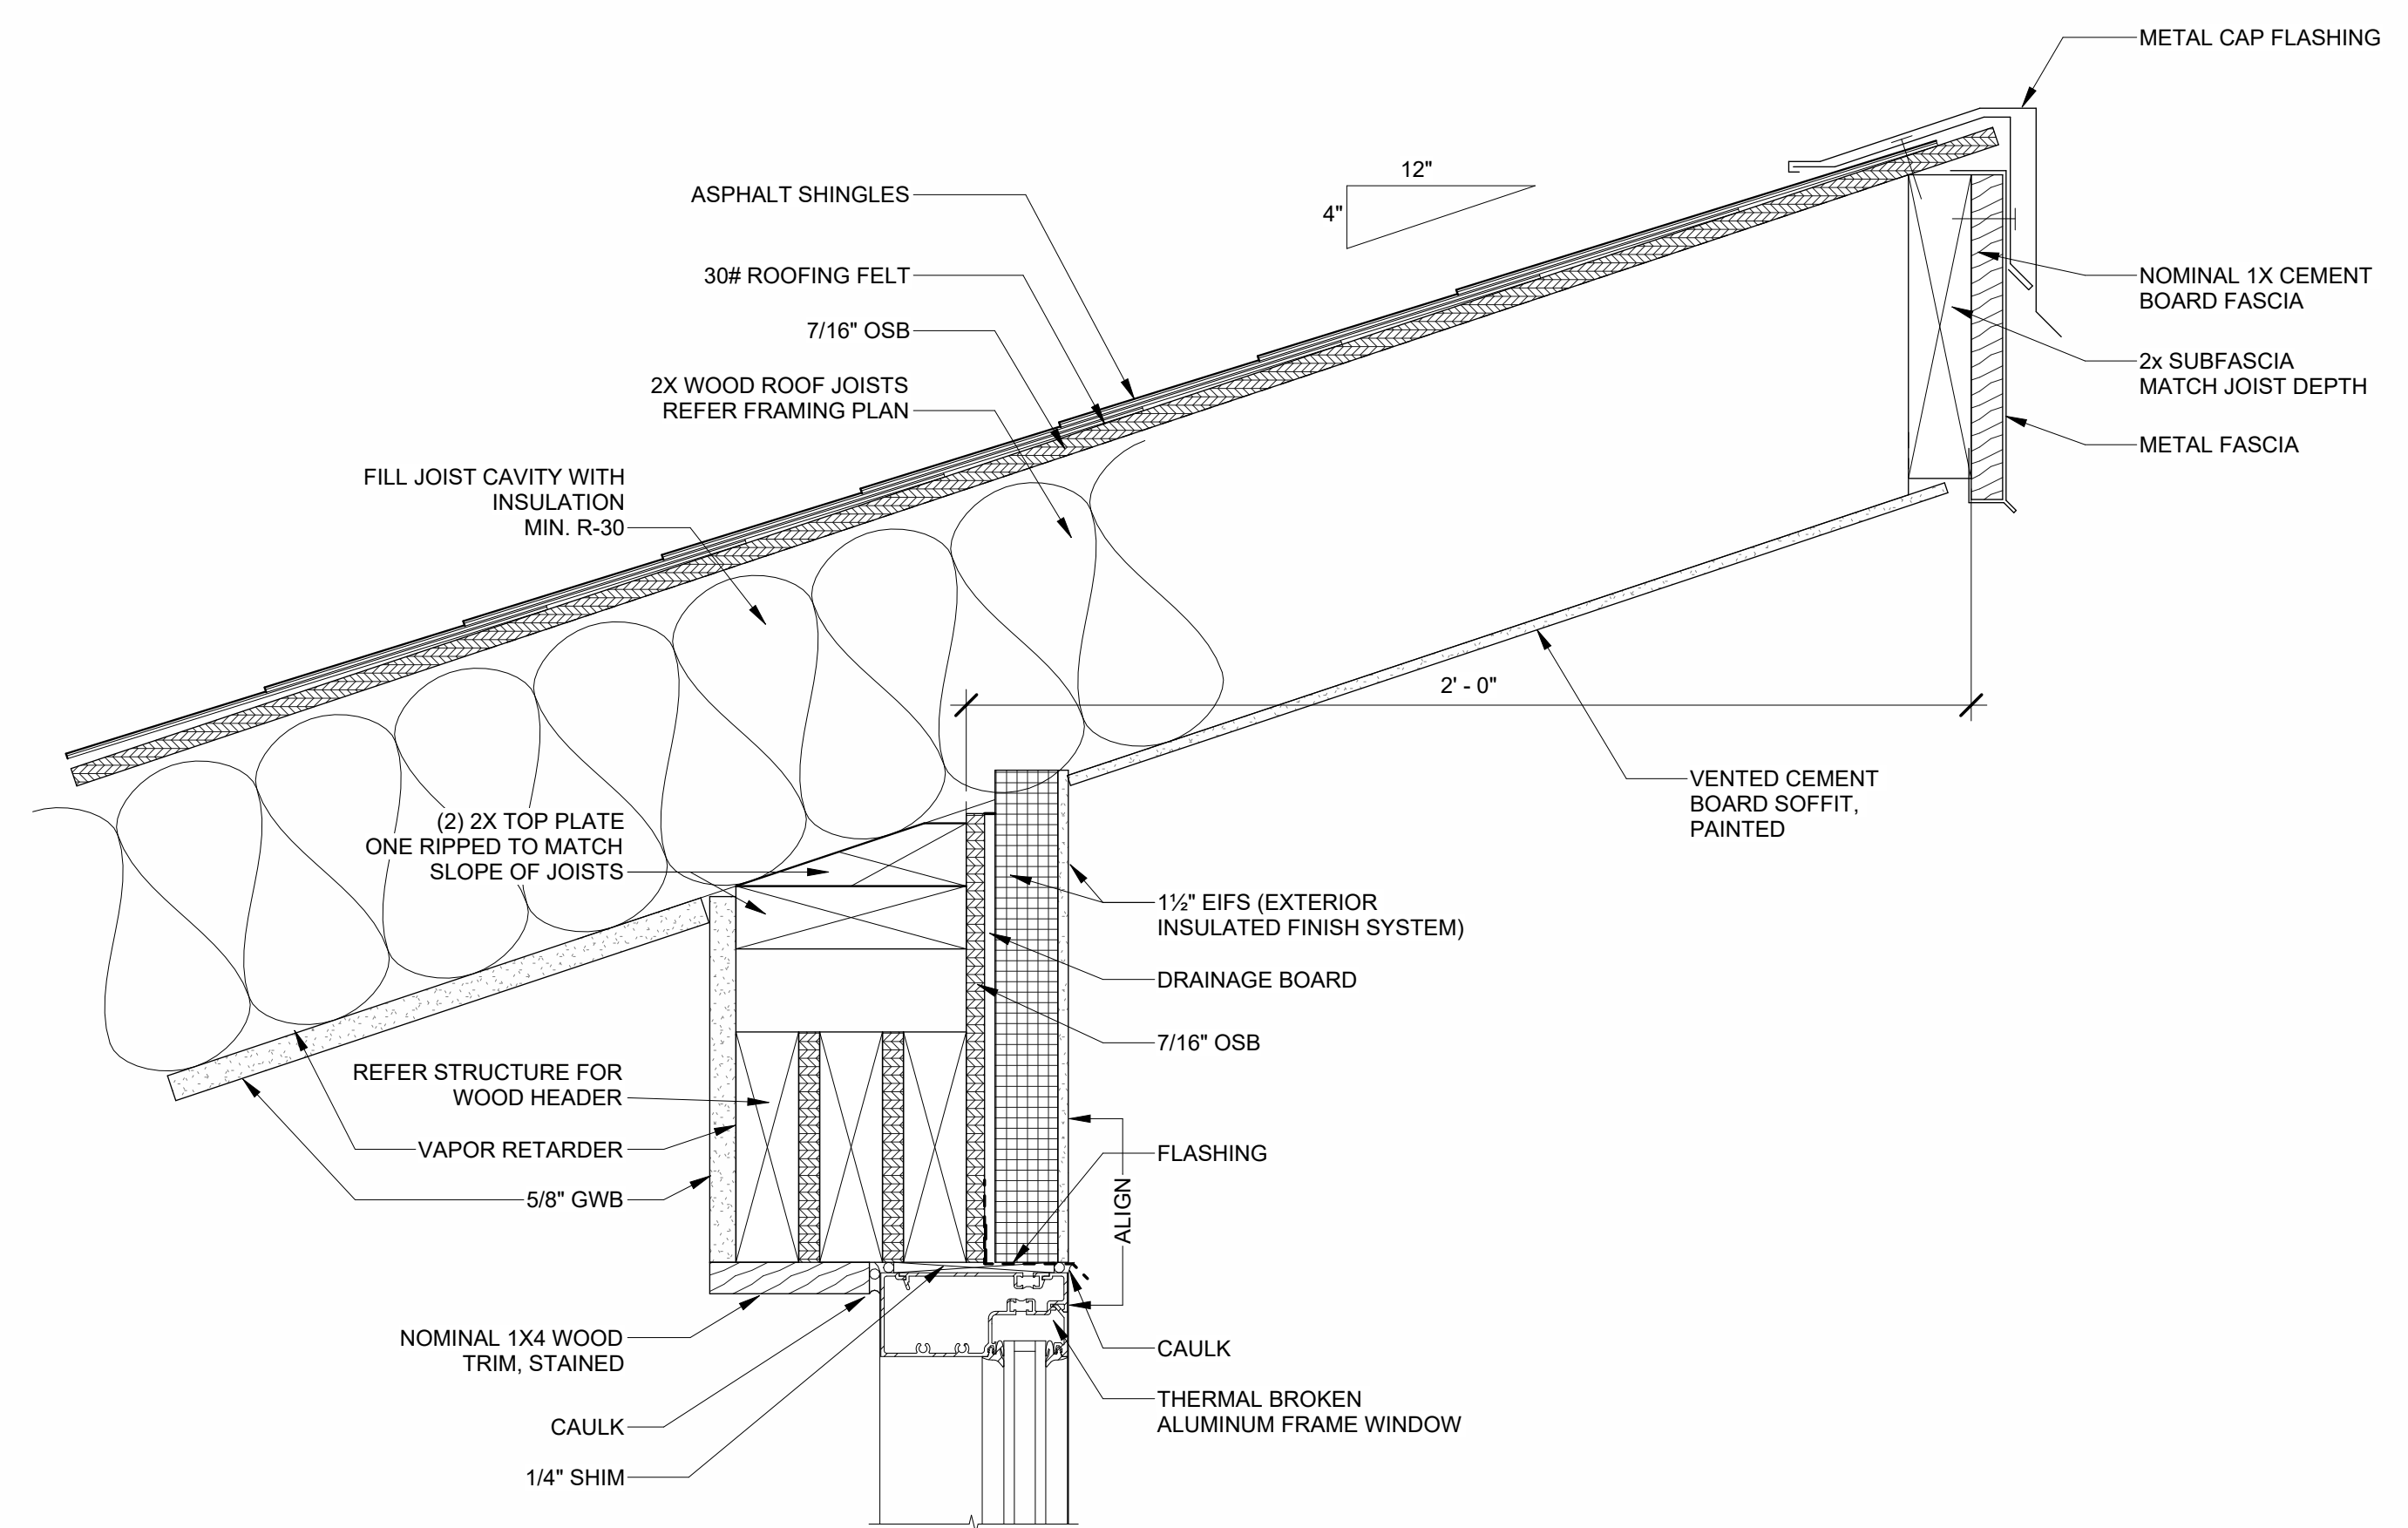 METAL CAP FLASHING
12"
4"
ASPHALT SHINGLES
30# ROOFING FELT
7/16" OSB
2X WOOD ROOF JOISTS
REFER FRAMING PLAN
FILL JOIST CAVITY WITH
INSULATION
MIN. R-30
NOMINAL 1X CEMENT
BOARD FASCIA
2x SUBFASCIA
MATCH JOIST DEPTH
METAL FASCIA
2' - 0"
VENTED CEMENT
BOARD SOFFIT,
PAINTED
(2) 2X TOP PLATE
ONE RIPPED TO MATCH
SLOPE OF JOISTS
1½" EIFS (EXTERIOR
INSULATED FINISH SYSTEM)
DRAINAGE BOARD
7/16" OSB
REFER STRUCTURE FOR
WOOD HEADER
VAPOR RETARDER
5/8" GWB
FLASHING
ALIGN
NOMINAL 1X4 WOOD
TRIM, STAINED
CAULK
1/4" SHIM
CAULK
THERMAL BROKEN
ALUMINUM FRAME WINDOW